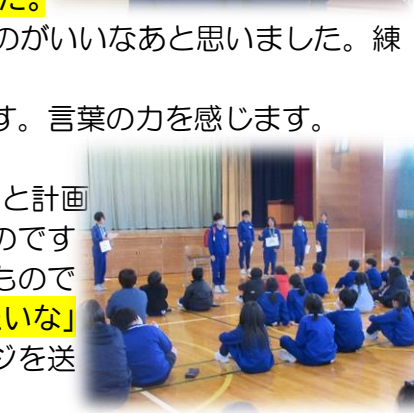 た。
のがいいなあと思いました。練
す。言葉の力を感じます。
と計画
のです
もので
いな」
ジを送